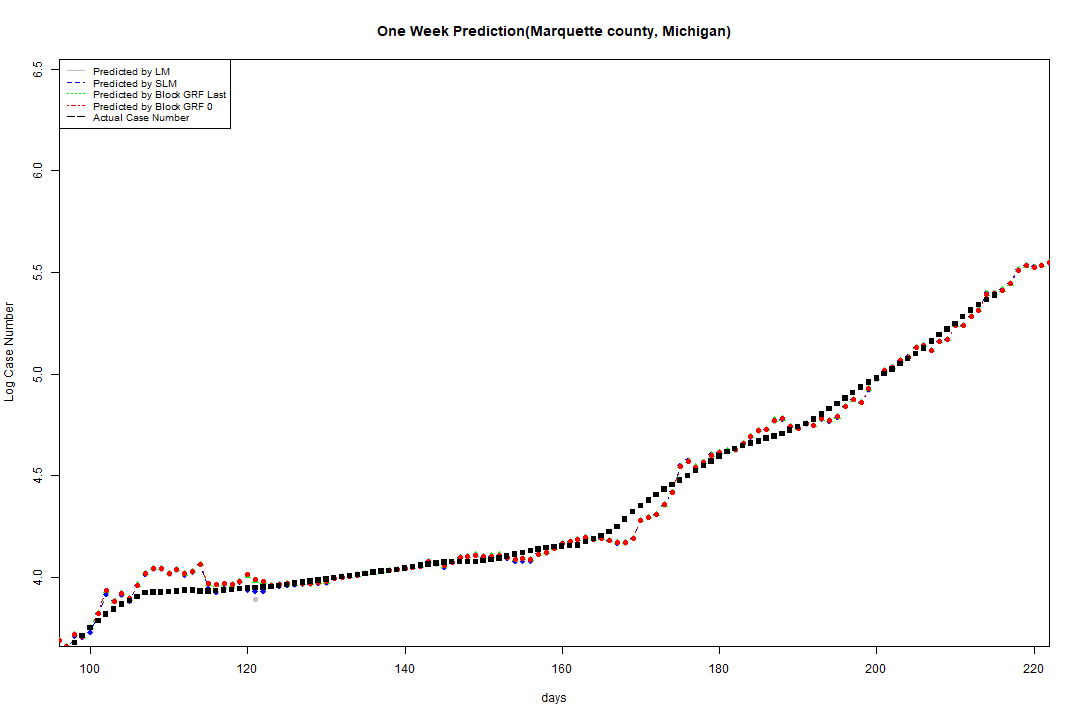 One Week Prediction(Marquette county, Michigan)
Predicted by LM
Predicted by SLM
Predicted by Block GRF Last
Predicted by Block GRF 0
Actual Case Number
6.5
6.0
5.5
5.0
4.5
4.0
Log Case Number
100 120 140 160 180 200 220
days